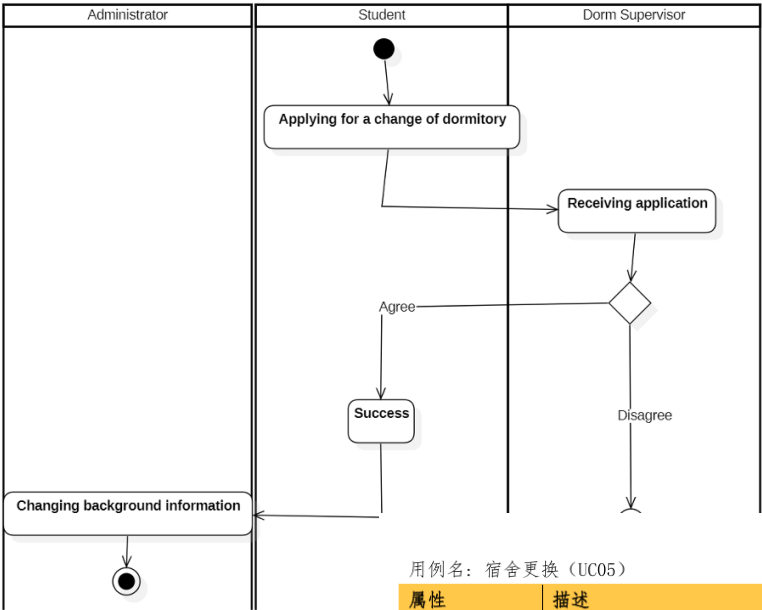 Administrator
Student
Dorm Supervisor
Applying for a change of dormitory
Receiving application
Agree
Success
Disagree
Changing background information
用例名：宿舍更换（UC05）
属性 描述